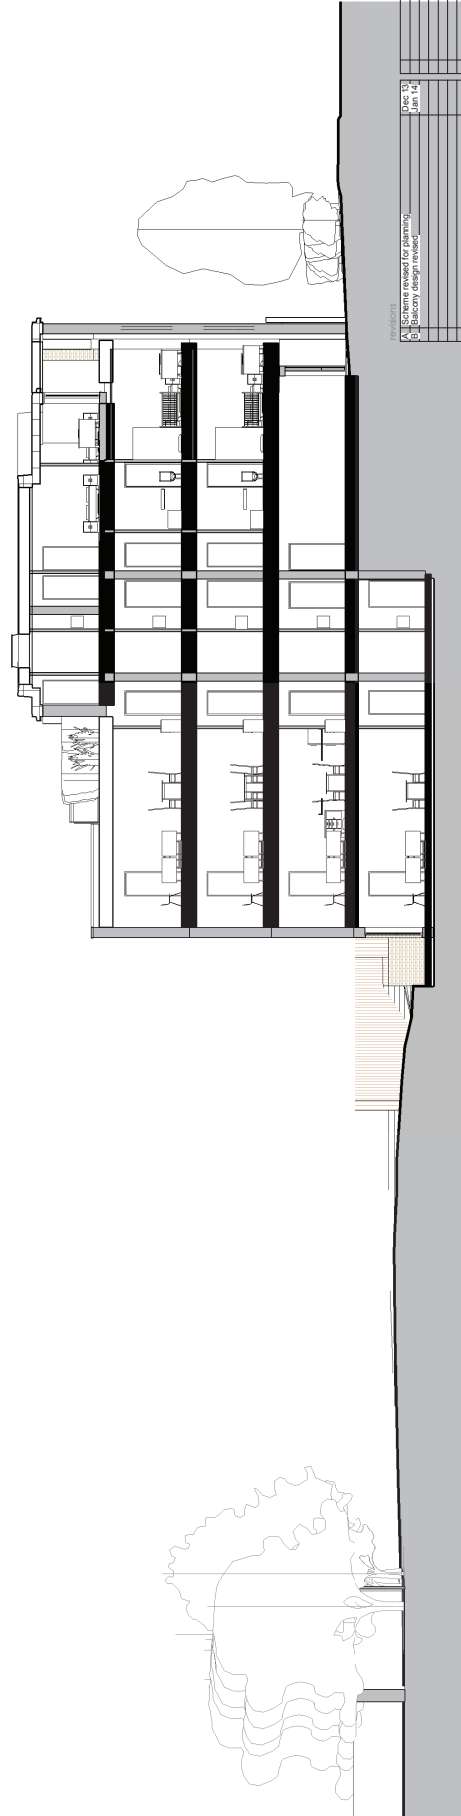 revisions
A Scheme revised for planning Dec 13
B Balcony design revised Jan 14